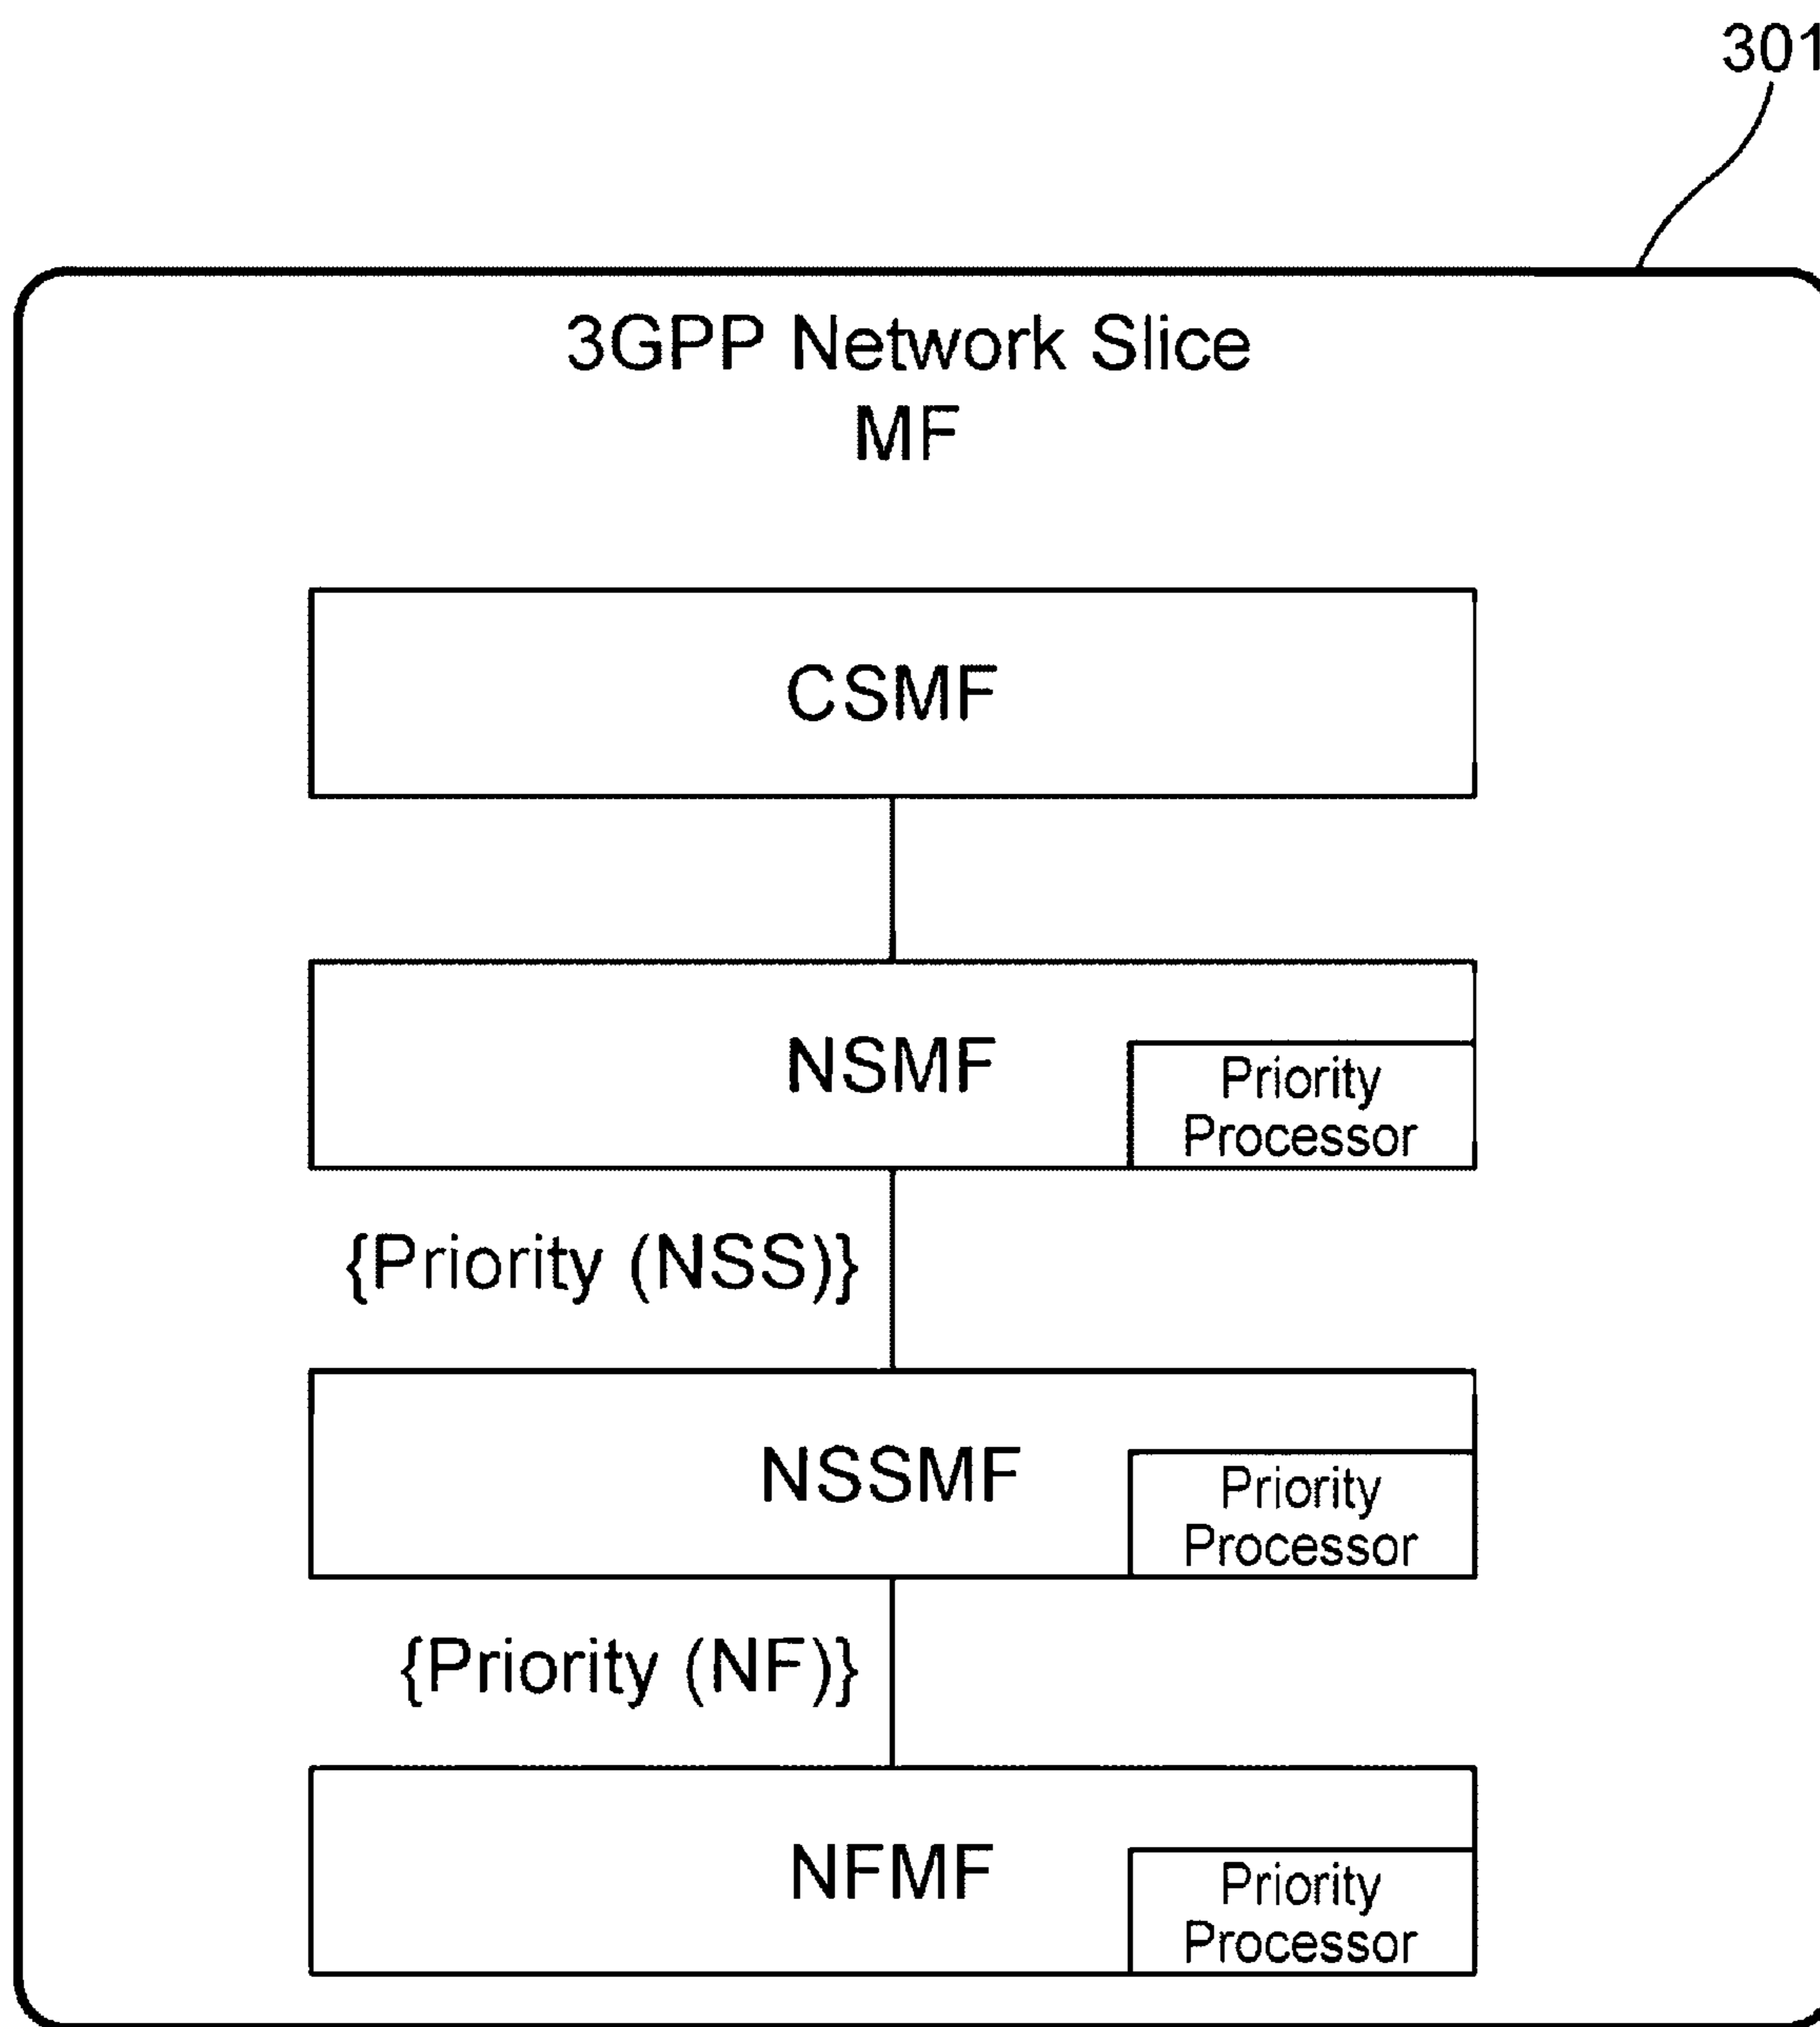 301
3GPP Network Slice
MF
CSMF
NSMF
Priority
Processor
{Priority (NSS)}
NSSMF
Priority
Processor
{Priority (NF)}
NFMF
Priority
Processor